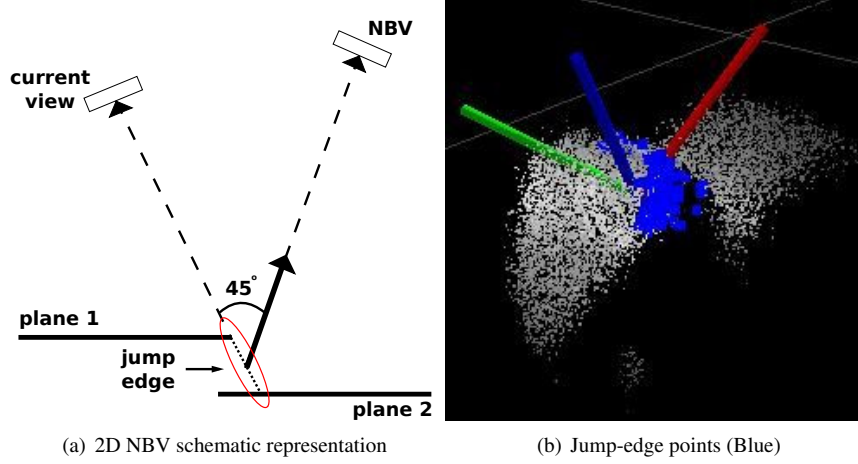 NBV
current
view
45°
plane 1
jump
edge
plane 2
(a) 2D NBV schematic representation
(b) Jump-edge points (Blue)